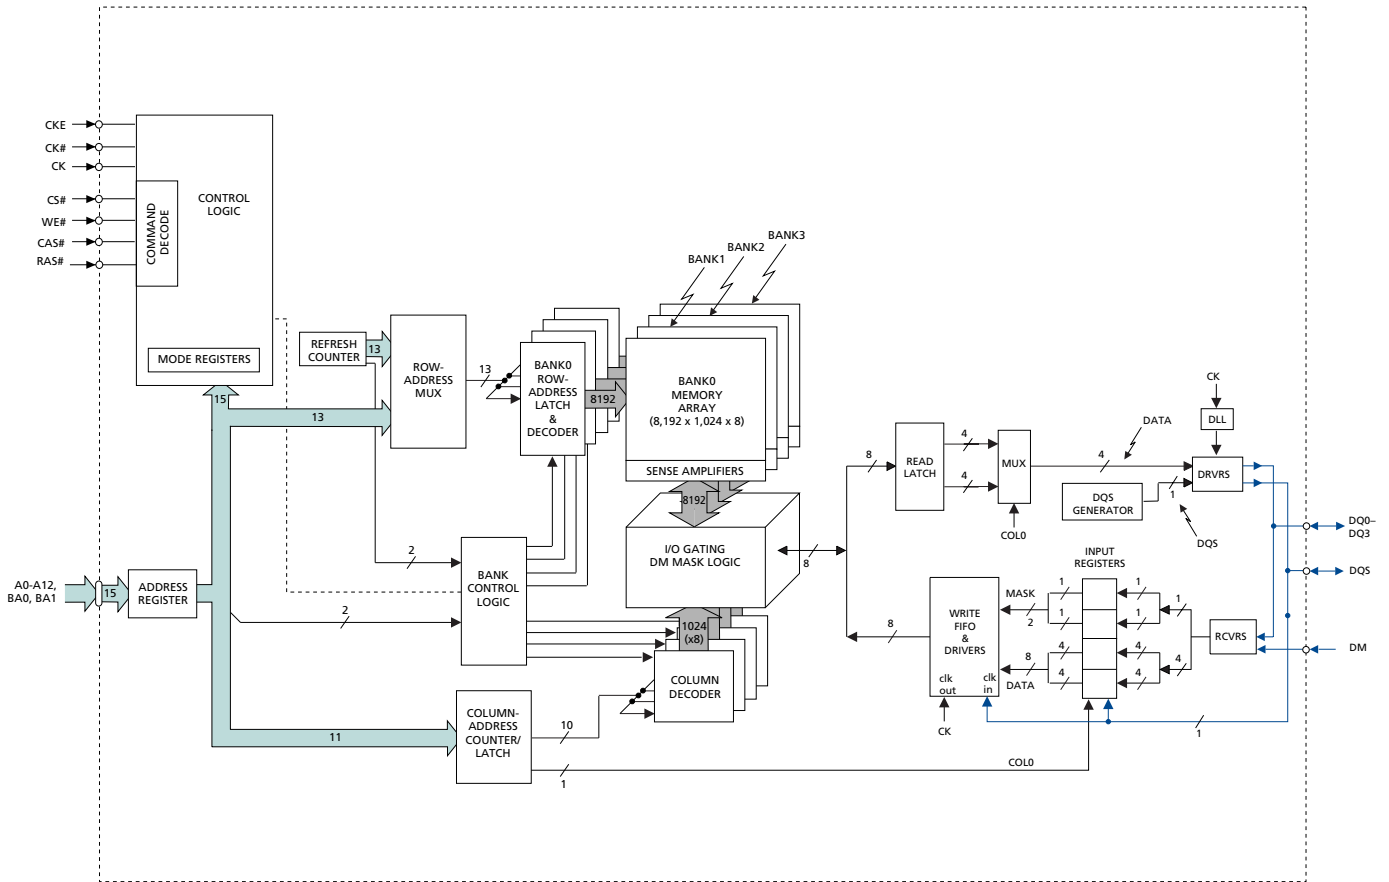 CKE
CK#
CK
CS#
WE#
CAS#
RAS#
COMMAND
DECODE
CONTROL
LOGIC
MODE REGISTERS
15
REFRESH
COUNTER
13
13
ROW-
ADDRESS
MUX
13
BANK0
ROW-
ADDRESS
LATCH
&
DECODER
8192
BANK1
BANK2
BANK3
BANK0
MEMORY
ARRAY
(8,192 x 1,024 x 8)
SENSE AMPLIFIERS
8192
I/O GATING
DM MASK LOGIC
8
1024
(x8)
COLUMN
DECODER
2
BANK
CONTROL
LOGIC
2
A0-A12,
BA0, BA1
15
ADDRESS
REGISTER
11
COLUMN-
ADDRESS
COUNTER/
LATCH
10
1
COL0
8
READ
LATCH
4
4
MUX
COL0
4
DATA
DQS
GENERATOR
1
DQS
CK
DLL
DRVRS
DQ0–
DQ3
DQS
DM
RCVRS
INPUT
REGISTERS
1
1
4
4
1
1
4
4
1
4
MASK
2
8
DATA
WRITE
FIFO
&
DRIVERS
clk
out
clk
in
CK
8
1